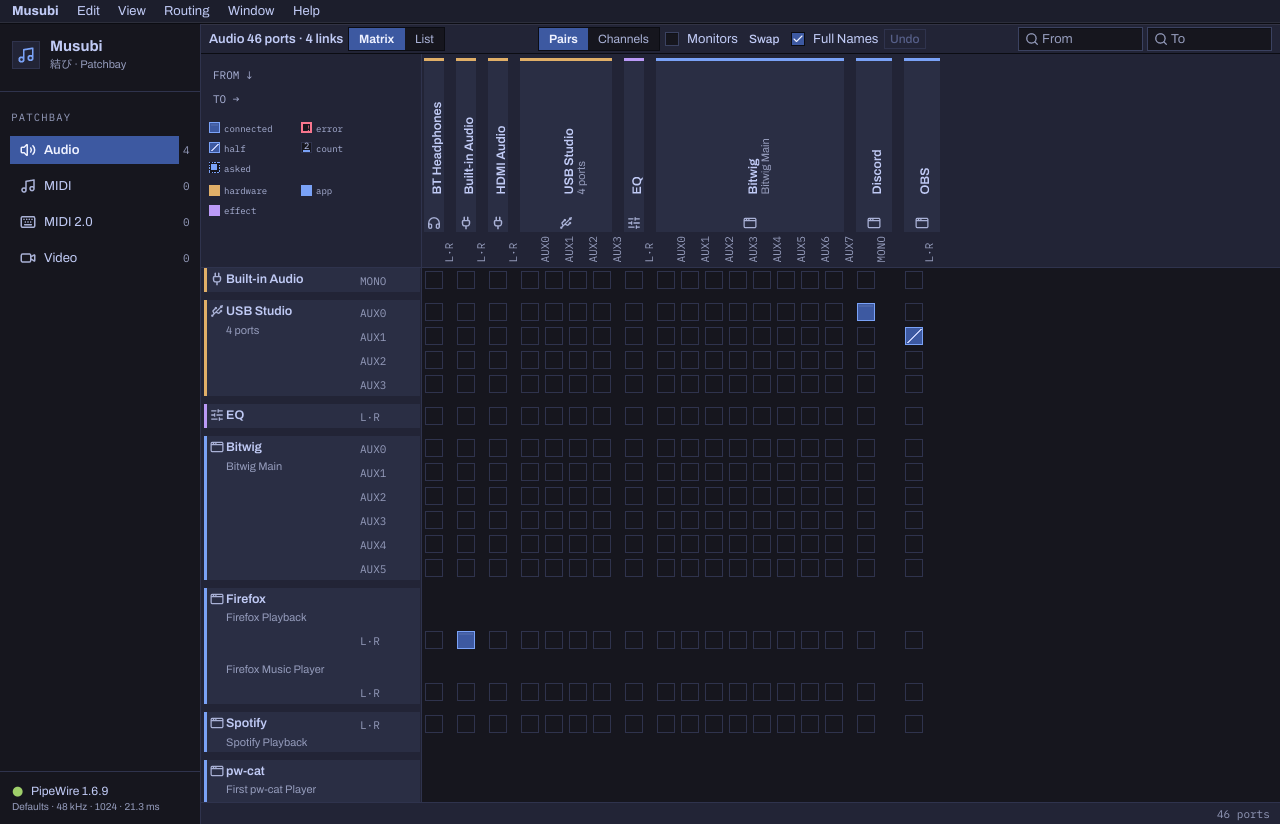 Musubi Edit View Routing Window Help
Musubi
結び · Patchbay
PATCHBAY
Audio 4
MIDI 0
MIDI 2.0 0
Video 0
PipeWire 1.6.9
Defaults · 48 kHz · 1024 · 21.3 ms
Audio 46 ports · 4 links Matrix List Pairs Channels Monitors Swap Full Names Undo From To
FROM ↓
TO →
connected error
half 2 count
asked
hardware app
effect
BT Headphones
Built-in Audio
HDMI Audio
USB Studio
4 ports
EQ
Bitwig
Bitwig Main
Discord
OBS
L·R L·R L·R AUX0 AUX1 AUX2 AUX3 L·R AUX0 AUX1 AUX2 AUX3 AUX4 AUX5 AUX6 AUX7 MONO L·R
Built-in Audio MONO
USB Studio AUX0
4 ports
AUX1
AUX2
AUX3
EQ L·R
Bitwig AUX0
Bitwig Main
AUX1
AUX2
AUX3
AUX4
AUX5
Firefox
Firefox Playback
L·R
Firefox Music Player
L·R
Spotify L·R
Spotify Playback
pw-cat
First pw-cat Player
46 ports